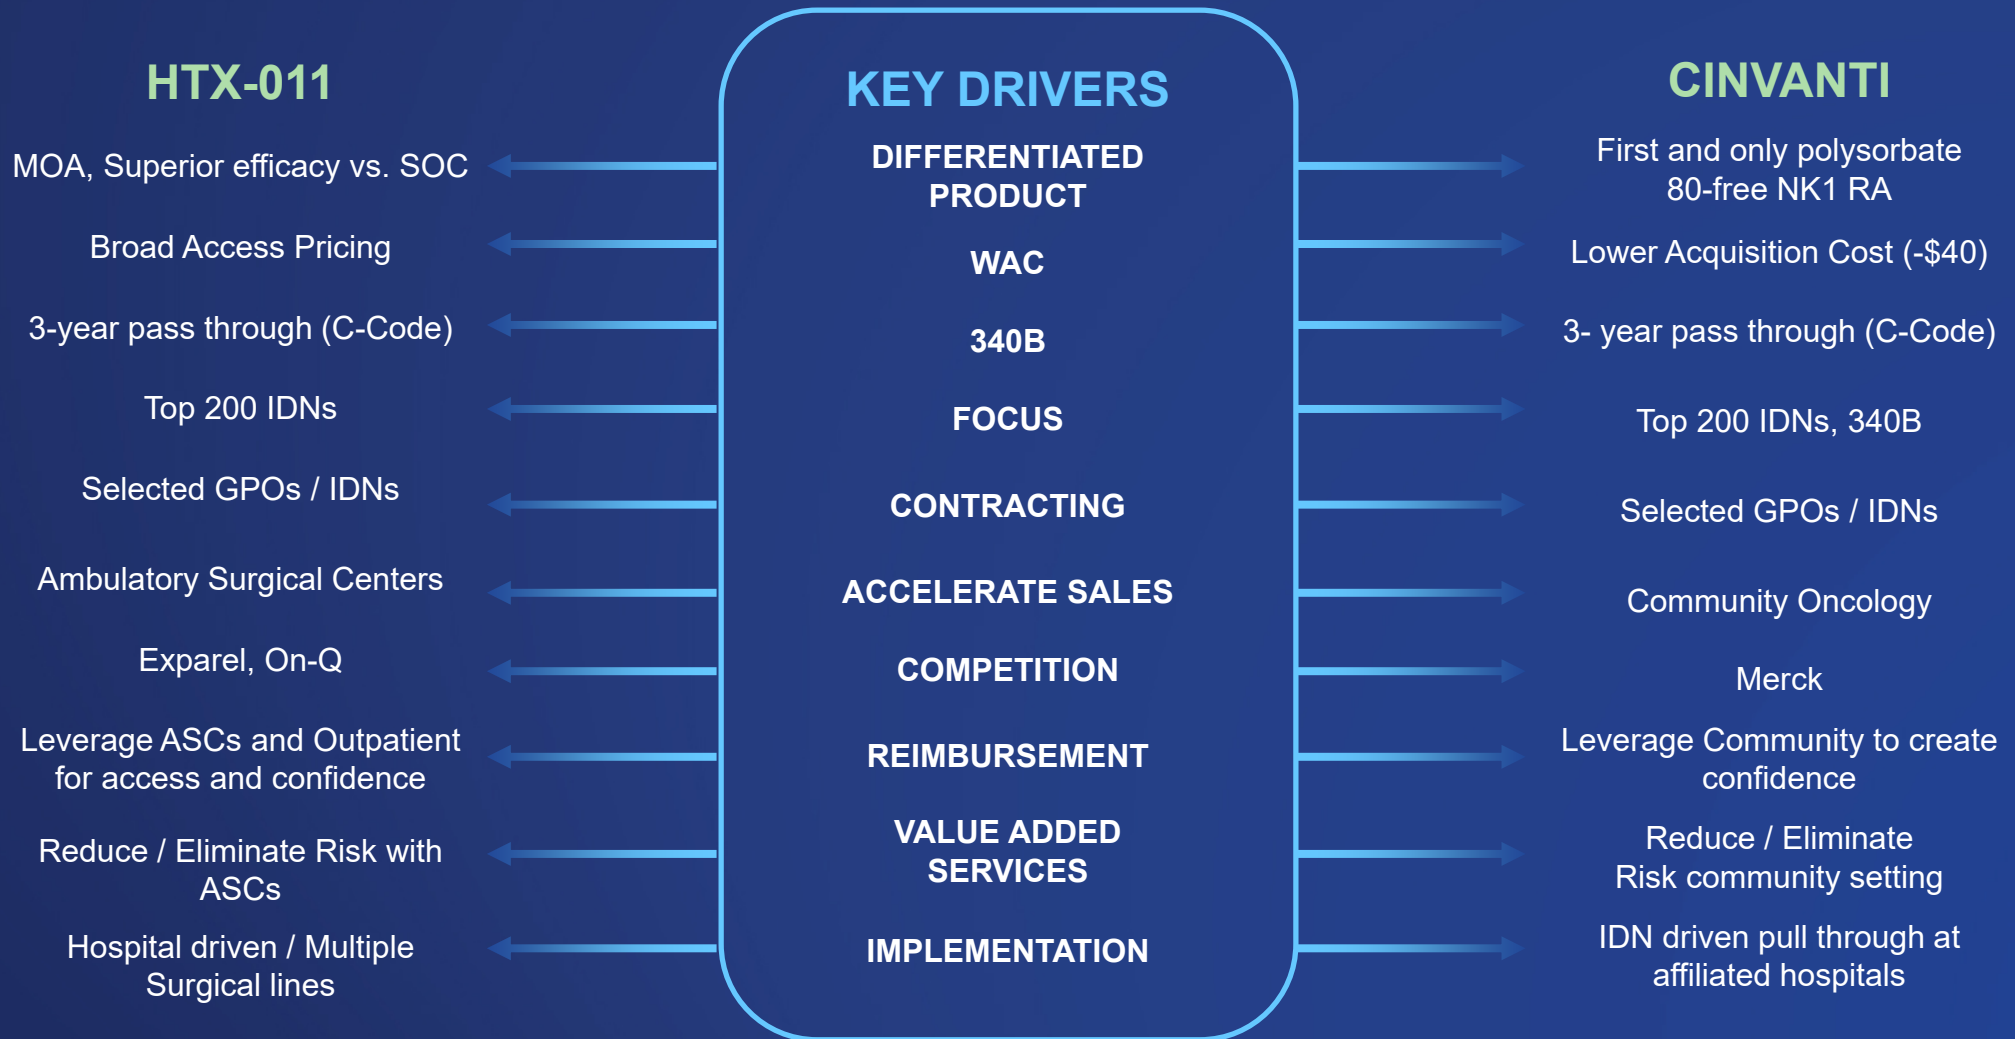 HTX-011
KEY DRIVERS
CINVANTI
MOA, Superior efficacy vs. SOC
DIFFERENTIATED
PRODUCT
First and only polysorbate
80-free NK1 RA
Broad Access Pricing
WAC
Lower Acquisition Cost (-$40)
3-year pass through (C-Code)
340B
3- year pass through (C-Code)
Top 200 IDNs
FOCUS
Top 200 IDNs, 340B
Selected GPOs / IDNs
CONTRACTING
Selected GPOs / IDNs
Ambulatory Surgical Centers
ACCELERATE SALES
Community Oncology
Exparel, On-Q
COMPETITION
Merck
Leverage ASCs and Outpatient
for access and confidence
REIMBURSEMENT
Leverage Community to create
confidence
Reduce / Eliminate Risk with
ASCs
VALUE ADDED
SERVICES
Reduce / Eliminate
Risk community setting
Hospital driven / Multiple
Surgical lines
IMPLEMENTATION
IDN driven pull through at
affiliated hospitals